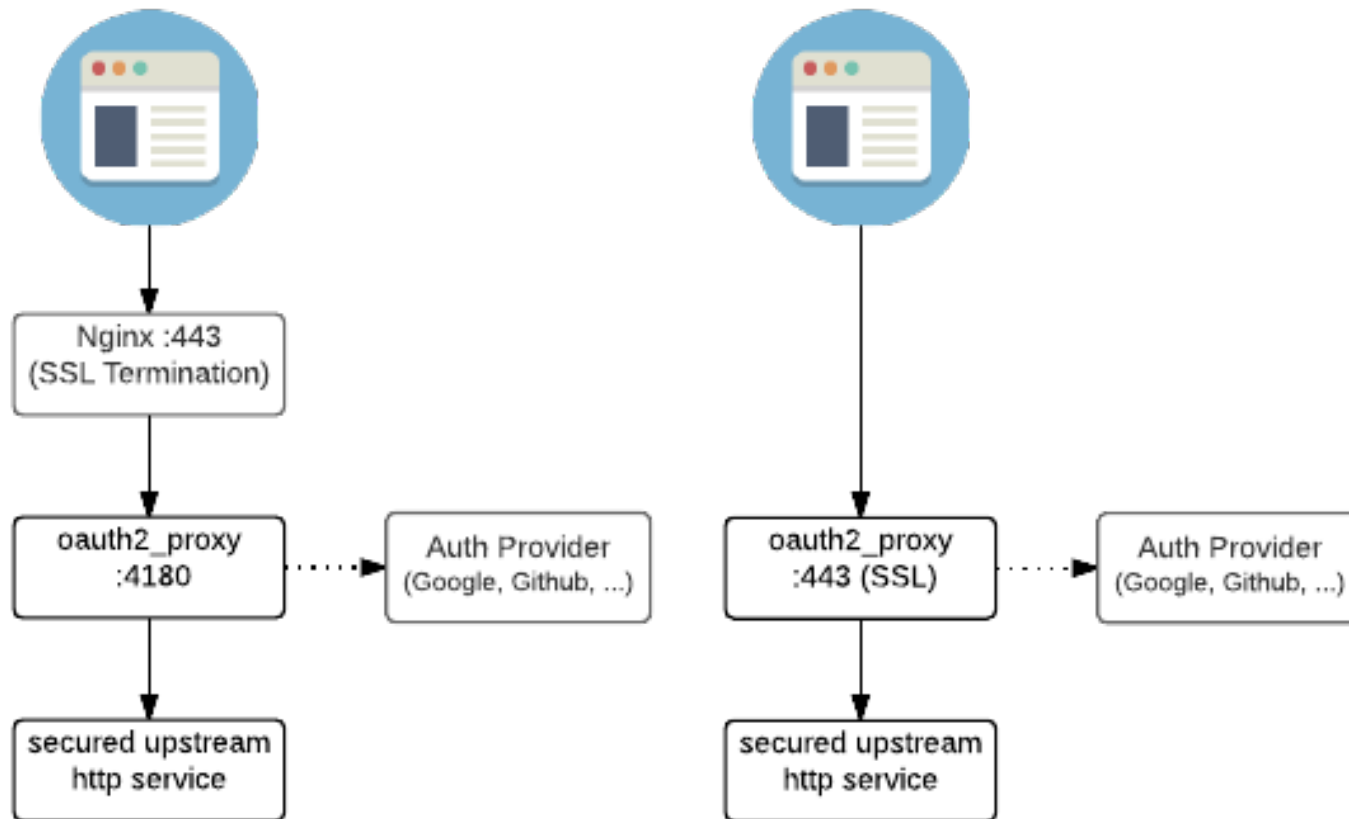 Nginx :443
(SSL Termination)
oauth2_proxy
:4180
Auth Provider
(Google, Github, ...)
secured upstream
http service
oauth2_proxy
:443 (SSL)
Auth Provider
(Google, Github, ...)
secured upstream
http service